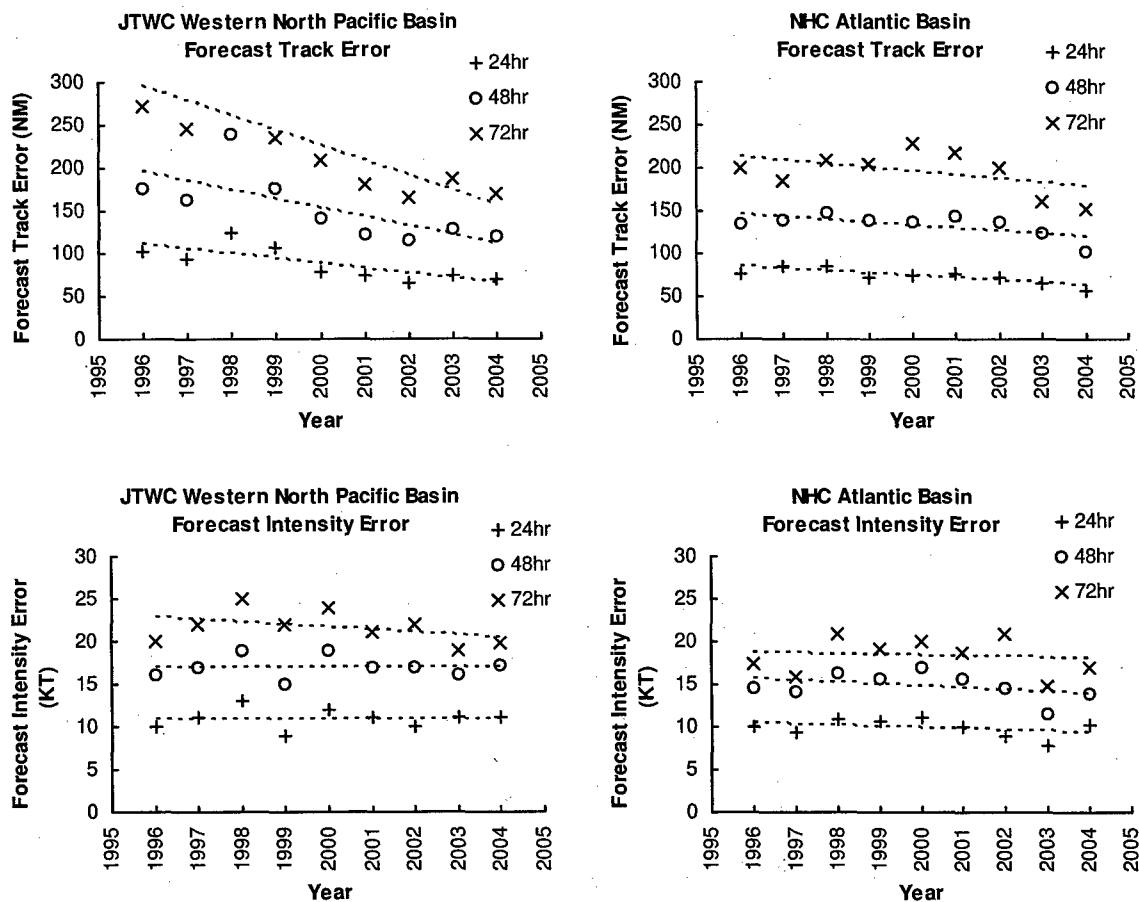 JTWC Western North Pacific Basin
Forecast Track Error
24hr
48hr
72hr
Forecast Track Error (NM)
300
250
200
150
100
50
0
1995
1996
1997
1998
1999
2000
2001
2002
2003
2004
2005
Year
NHC Atlantic Basin
Forecast Track Error
24hr
48hr
72hr
Forecast Track Error (NM)
300
250
200
150
100
50
0
1995
1996
1997
1998
1999
2000
2001
2002
2003
2004
2005
Year
JTWC Western North Pacific Basin
Forecast Intensity Error
24hr
48hr
72hr
Forecast Intensity Error
(KT)
30
25
20
15
10
5
0
1995
1996
1997
1998
1999
2000
2001
2002
2003
2004
2005
Year
NHC Atlantic Basin
Forecast Intensity Error
24hr
48hr
72hr
Forecast Intensity Error
(KT)
30
25
20
15
10
5
0
1995
1996
1997
1998
1999
2000
2001
2002
2003
2004
2005
Year